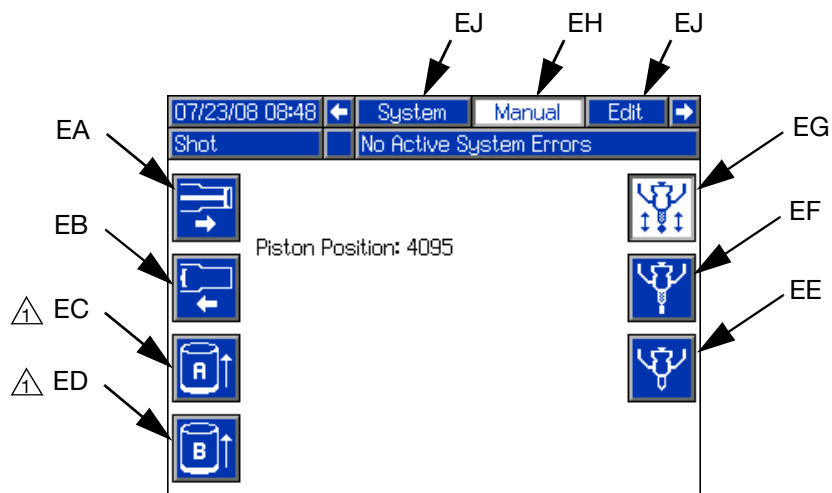 EJ EH EJ
07/23/08 08:48 System Manual Edit
Shot No Active System Errors
EA
EG
EB
Piston Position: 4095
EF
1 EC
A
EE
1 ED
B